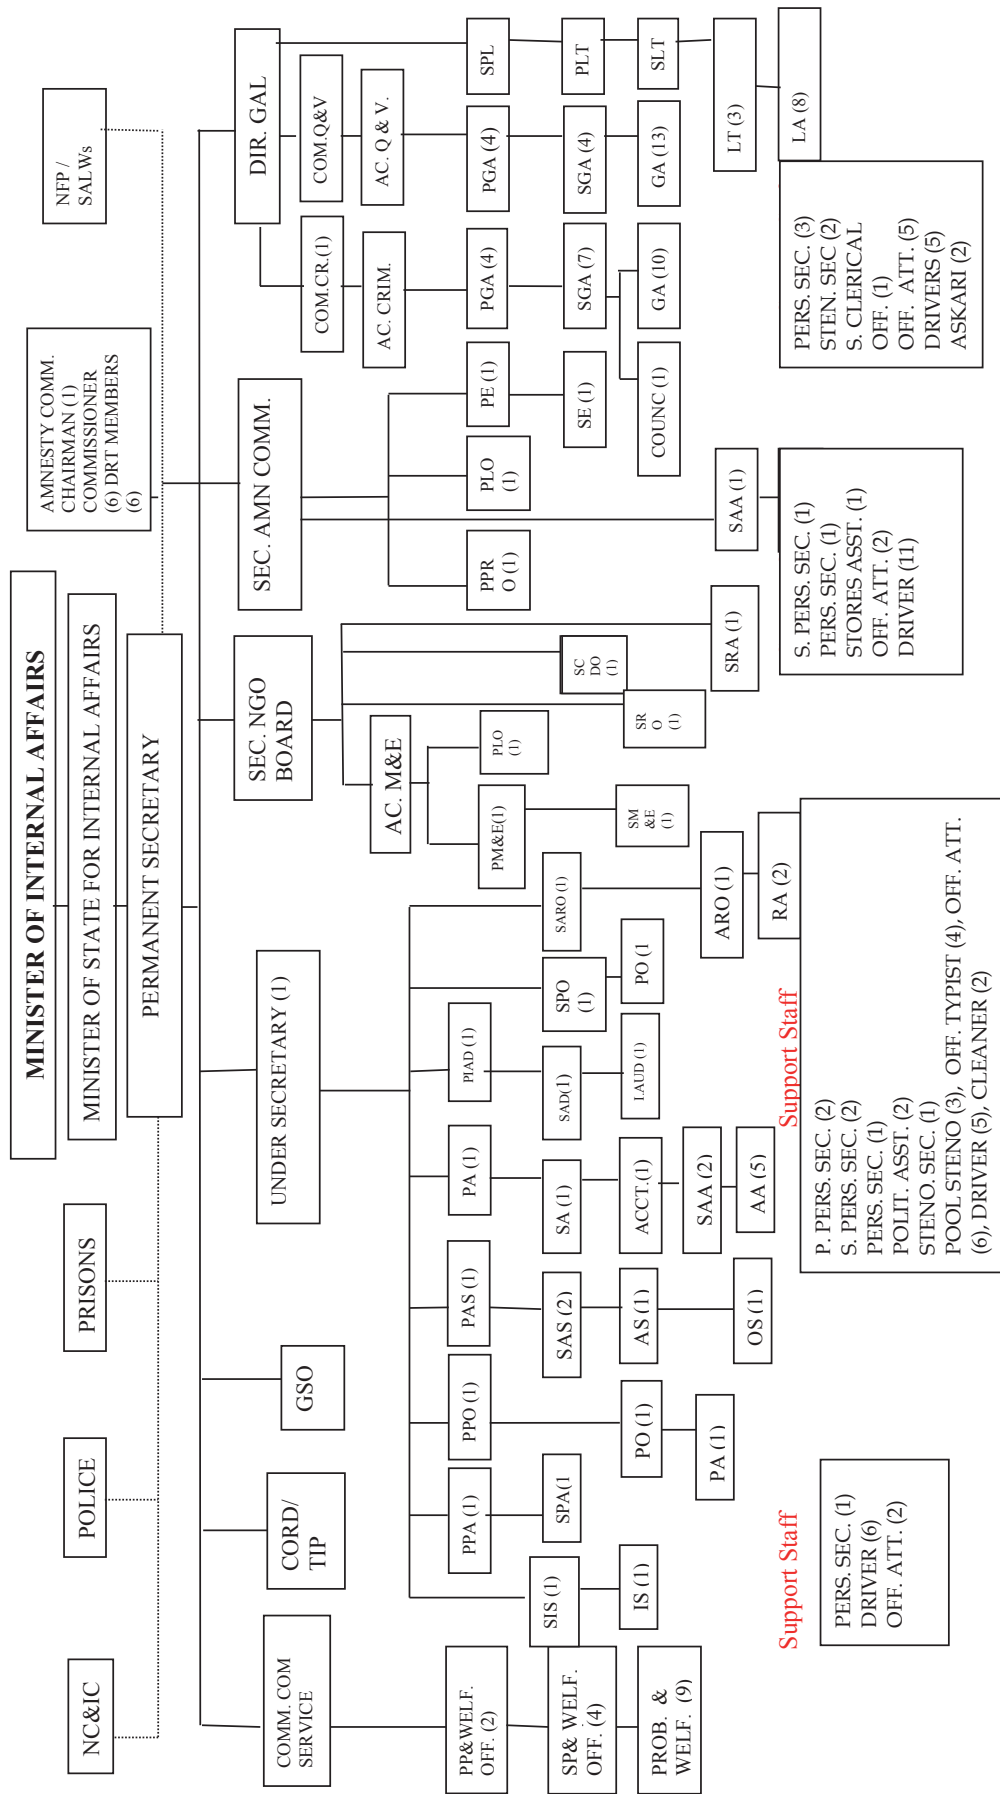 MINISTER OF INTERNAL AFFAIRS
MINISTER OF STATE FOR INTERNAL AFFAIRS
PERMANENT SECRETARY
NC&IC
POLICE
PRISONS
AMNESTY COMM.
CHAIRMAN (1)
COMMISSIONER
(6) DRT MEMBERS
(6)
NFP /
SALWs
COMM. COM
SERVICE
CORD/
TIP
GSO
UNDER SECRETARY (1)
SEC. NGO
BOARD
SEC. AMN COMM.
DIR. GAL
COM.CR.(1)
COM.Q&V
AC. CRIM.
AC. Q & V.
AC. M&E
PP&WELF.
OFF. (2)
PPA (1)
PPO (1)
PAS (1)
PA (1)
PIAD (1)
PM&E(1)
PLO
(1)
PPR
O (1)
PLO
(1)
PE (1)
PGA (4)
PGA (4)
SPL
SP& WELF.
OFF. (4)
SIS (1)
SPA(1
SAS (2)
SA (1)
SAD(1)
SPO
(1)
SARO (1)
SC
DO
(1)
SE (1)
SGA (7)
SGA (4)
PLT
PROB. &
WELF. (9)
IS (1)
PO (1)
AS (1)
ACCT.(1)
LAUD (1)
PO (1
SM
&E
(1)
SR
O
(1)
COUNC (1)
GA (10)
GA (13)
SLT
PA (1)
OS (1)
SAA (2)
AA (5)
ARO (1)
RA (2)
SRA (1)
SAA (1)
LT (3)
LA (8)
Support Staff
PERS. SEC. (1)
DRIVER (6)
OFF. ATT. (2)
Support Staff
P. PERS. SEC. (2)
S. PERS. SEC. (2)
PERS. SEC. (1)
POLIT. ASST. (2)
STENO. SEC. (1)
POOL STENO (3), OFF. TYPIST (4), OFF. ATT.
(6), DRIVER (5), CLEANER (2)
S. PERS. SEC. (1)
PERS. SEC. (1)
STORES ASST. (1)
OFF. ATT. (2)
DRIVER (11)
PERS. SEC. (3)
STEN. SEC (2)
S. CLERICAL
OFF. (1)
OFF. ATT. (5)
DRIVERS (5)
ASKARI (2)